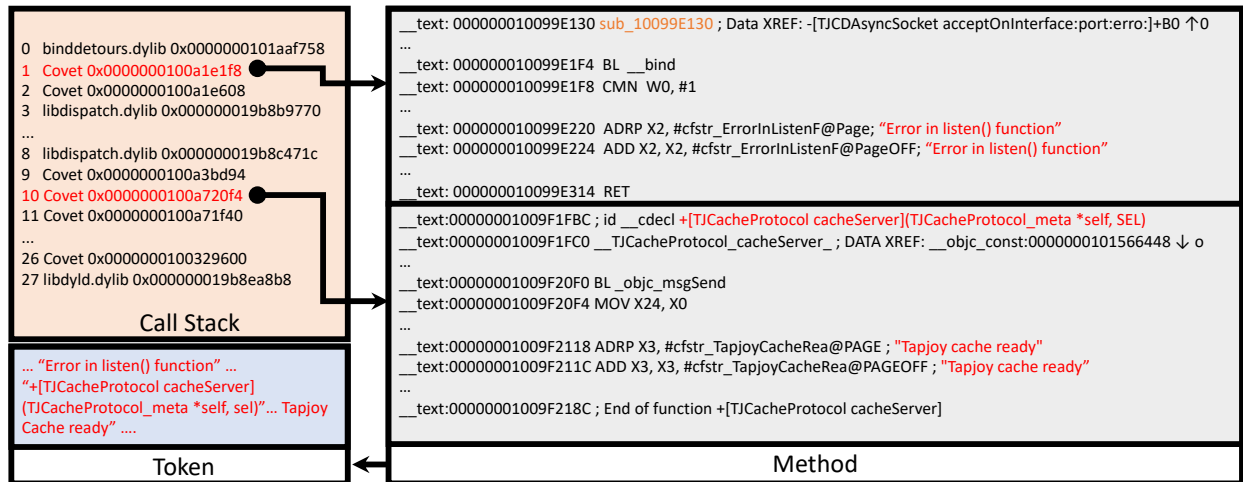 0 binddetours.dylib 0x0000000101aaf758
1 Covet 0x0000000100a1e1f8
2 Covet 0x0000000100a1e608
3 libdispatch.dylib 0x000000019b8b9770
...
8 libdispatch.dylib 0x000000019b8c471c
9 Covet 0x0000000100a3bd94
10 Covet 0x0000000100a720f4
11 Covet 0x0000000100a71f40
...
26 Covet 0x0000000100329600
27 libdyld.dylib 0x000000019b8ea8b8
Call Stack
... “Error in listen() function” ...
“+[TJCacheProtocol cacheServer]
(TJCacheProtocol_meta *self, sel)”... Tapjoy
Cache ready” ....
Token
__text: 000000010099E130 sub_10099E130 ; Data XREF: -[TJCDAsyncSocket acceptOnInterface:port:erro:]+B0 ↑0
...
__text: 000000010099E1F4 BL __bind
__text: 000000010099E1F8 CMN W0, #1
...
__text: 000000010099E220 ADRP X2, #cfstr_ErrorInListenF@Page; “Error in listen() function”
__text: 000000010099E224 ADD X2, X2, #cfstr_ErrorInListenF@PageOFF; “Error in listen() function”
...
__text: 000000010099E314 RET
__text:00000001009F1FBC ; id __cdecl +[TJCacheProtocol cacheServer](TJCacheProtocol_meta *self, SEL)
__text:00000001009F1FC0 __TJCacheProtocol_cacheServer_ ; DATA XREF: __objc_const:0000000101566448 ↓ o
...
__text:00000001009F20F0 BL _objc_msgSend
__text:00000001009F20F4 MOV X24, X0
...
__text:00000001009F2118 ADRP X3, #cfstr_TapjoyCacheRea@PAGE ; "Tapjoy cache ready"
__text:00000001009F211C ADD X3, X3, #cfstr_TapjoyCacheRea@PAGEOFF ; "Tapjoy cache ready”
...
__text:00000001009F218C ; End of function +[TJCacheProtocol cacheServer]
Method